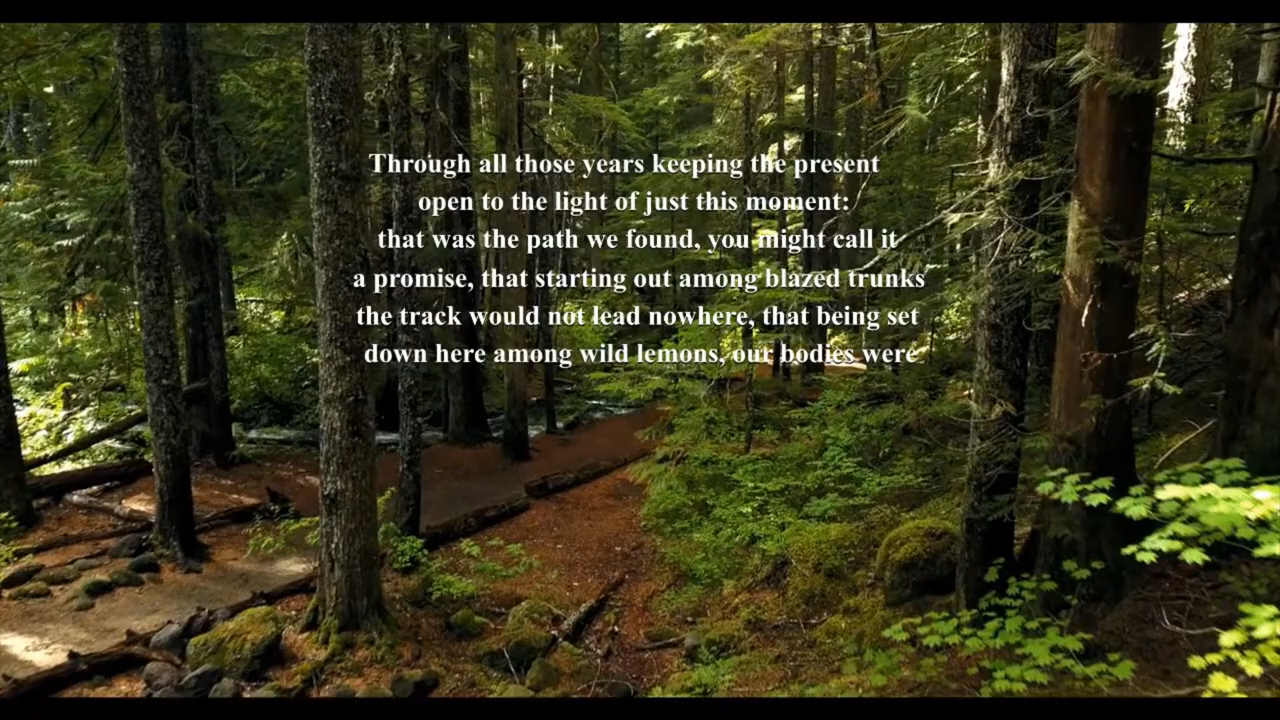 Through all those years keeping the present
open to the light of just this moment:
that was the path we found, you might call it
a promise, that starting out among blazed trunks
the track would not lead nowhere, that being set
down here among wild lemons, our bodies were